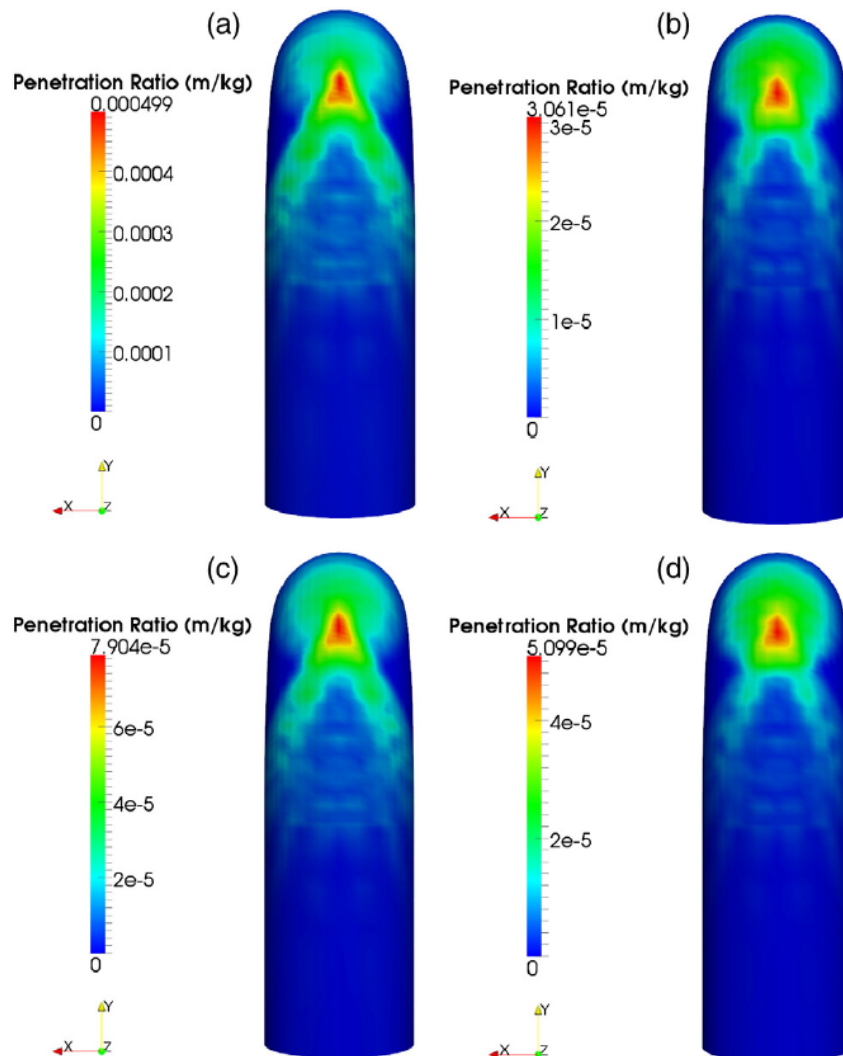 (a)
Penetration Ratio (m/kg)
0.000499
0.0004
0.0003
0.0002
0.0001
0
Y
X
Z
(b)
Penetration Ratio (m/kg)
3.061e-5
3e-5
2e-5
1e-5
0
Y
X
Z
(c)
Penetration Ratio (m/kg)
7.904e-5
6e-5
4e-5
2e-5
0
Y
X
Z
(d)
Penetration Ratio (m/kg)
5.099e-5
4e-5
2e-5
0
Y
X
Z